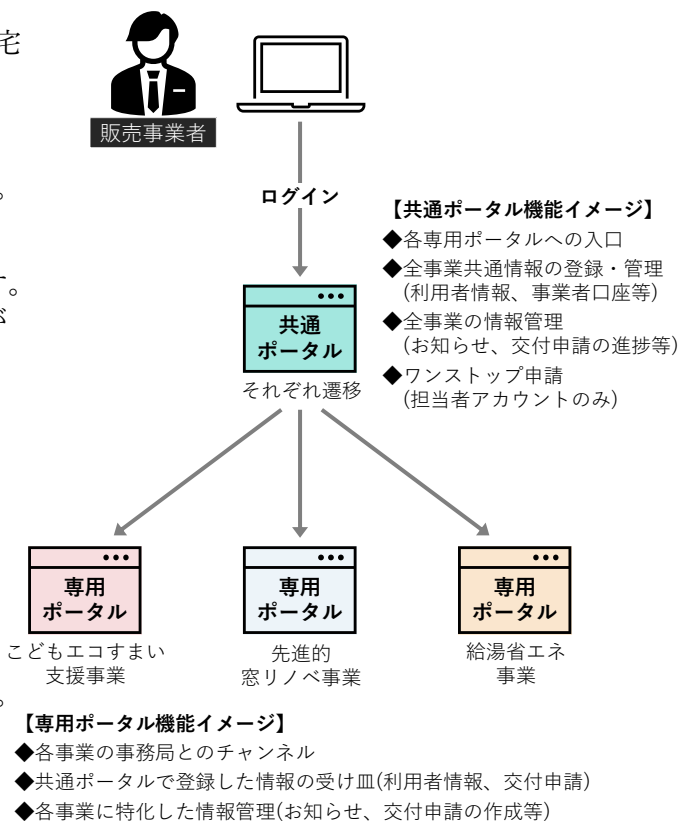 宅
販売事業者
。
す。
が
ログイン
【共通ポータル機能イメージ】
◆各専用ポータルへの入口
◆全事業共通情報の登録・管理
(利用者情報、事業者口座等)
◆全事業の情報管理
(お知らせ、交付申請の進捗等)
◆ワンストップ申請
(担当者アカウントのみ)
共通
ポータル
それぞれ遷移
専用
ポータル
こどもエコすまい
支援事業
専用
ポータル
先進的
窓リノベ事業
専用
ポータル
給湯省エネ
事業
。
【専用ポータル機能イメージ】
◆各事業の事務局とのチャンネル
◆共通ポータルで登録した情報の受け皿(利用者情報、交付申請)
◆各事業に特化した情報管理(お知らせ、交付申請の作成等)